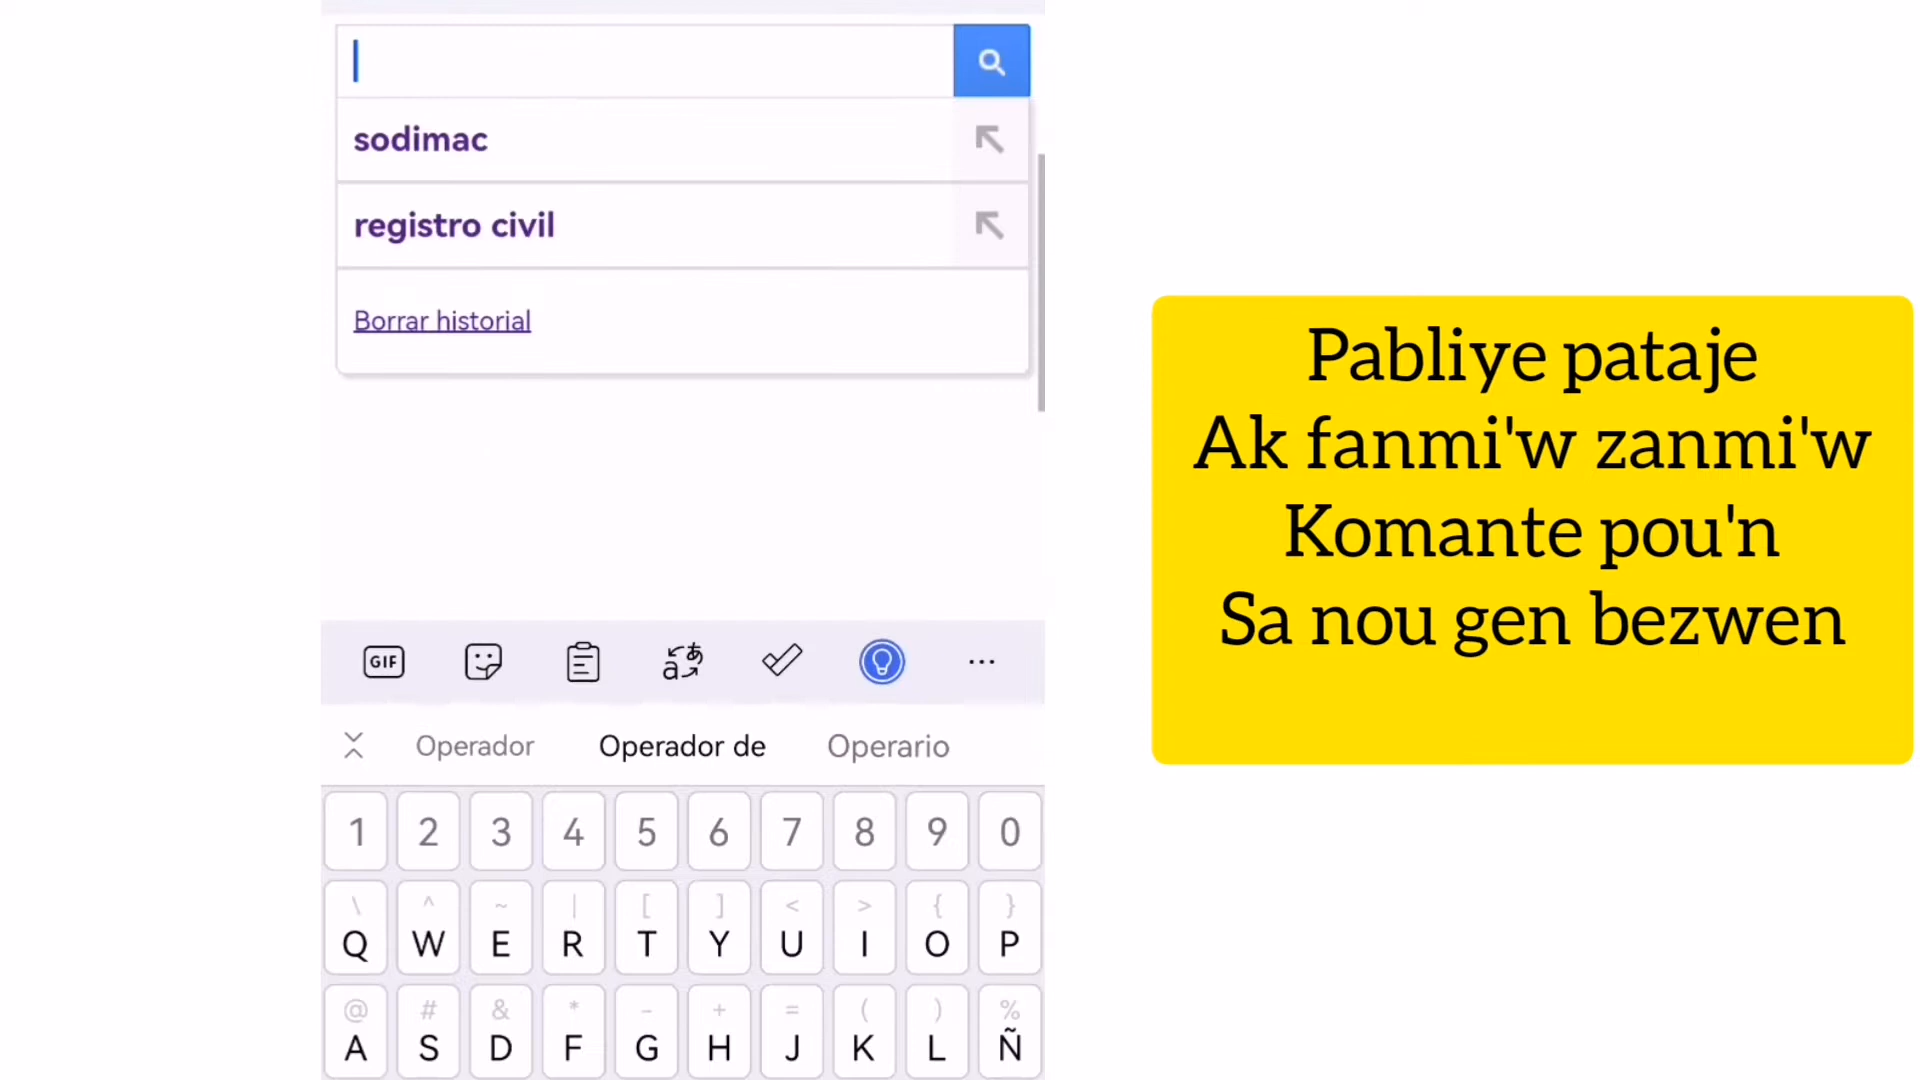 sodimac
registro civil
Borrar historial
Pabliye pataje
Ak fanmi'w zanmi'w
Komante pou'n
Sa nou gen bezwen
GIF
Operador
Operador de
Operario
1 2 3 4 5 6 7 8 9 0
\ ^ ~ | [ ] < > { }
Q W E R T Y U I O P
@ # & * - + = ( ) %
A S D F G H J K L Ñ